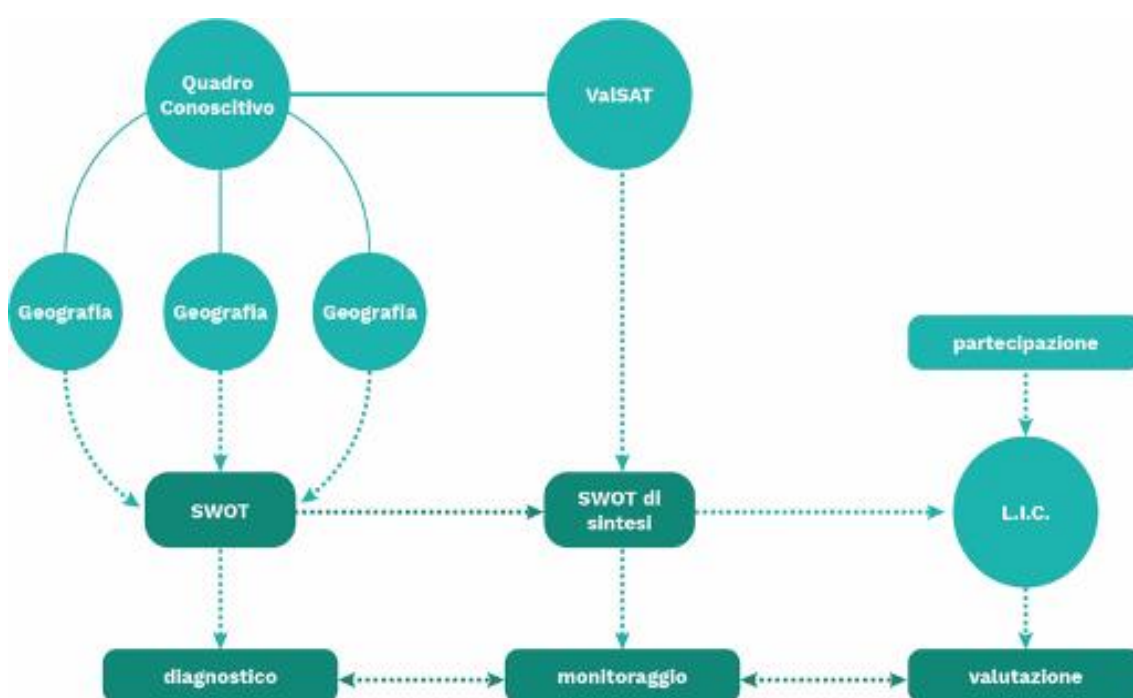 Quadro
Conoscitivo
ValSAT
Geografia
Geografia
Geografia
partecipazione
SWOT
SWOT di
sintesi
L.I.C.
diagnostico
monitoraggio
valutazione